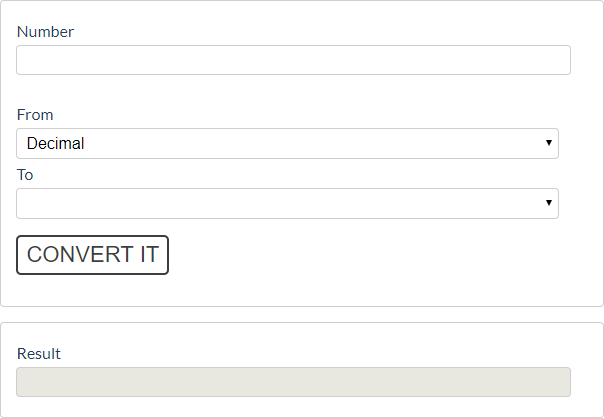 Number
From
Decimal
To
CONVERT IT
Result